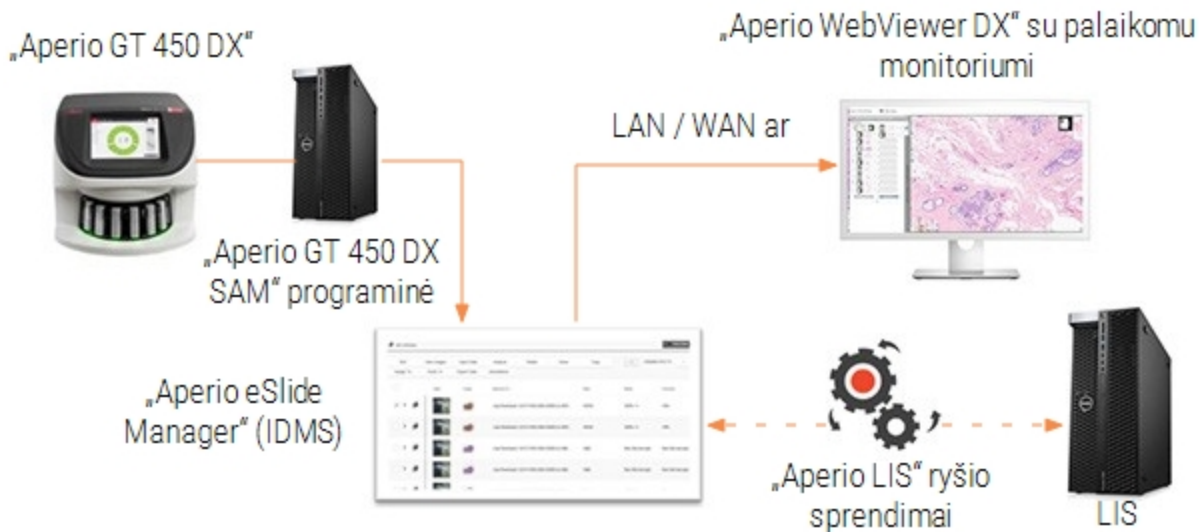 „Aperio GT 450 DX“
„Aperio WebViewer DX“ su palaikomu
monitoriumi
LAN / WAN ar
„Aperio GT 450 DX
SAM“ programinė
„Aperio eSlide
Manager“ (IDMS)
„Aperio LIS“ ryšio
sprendimai
LIS